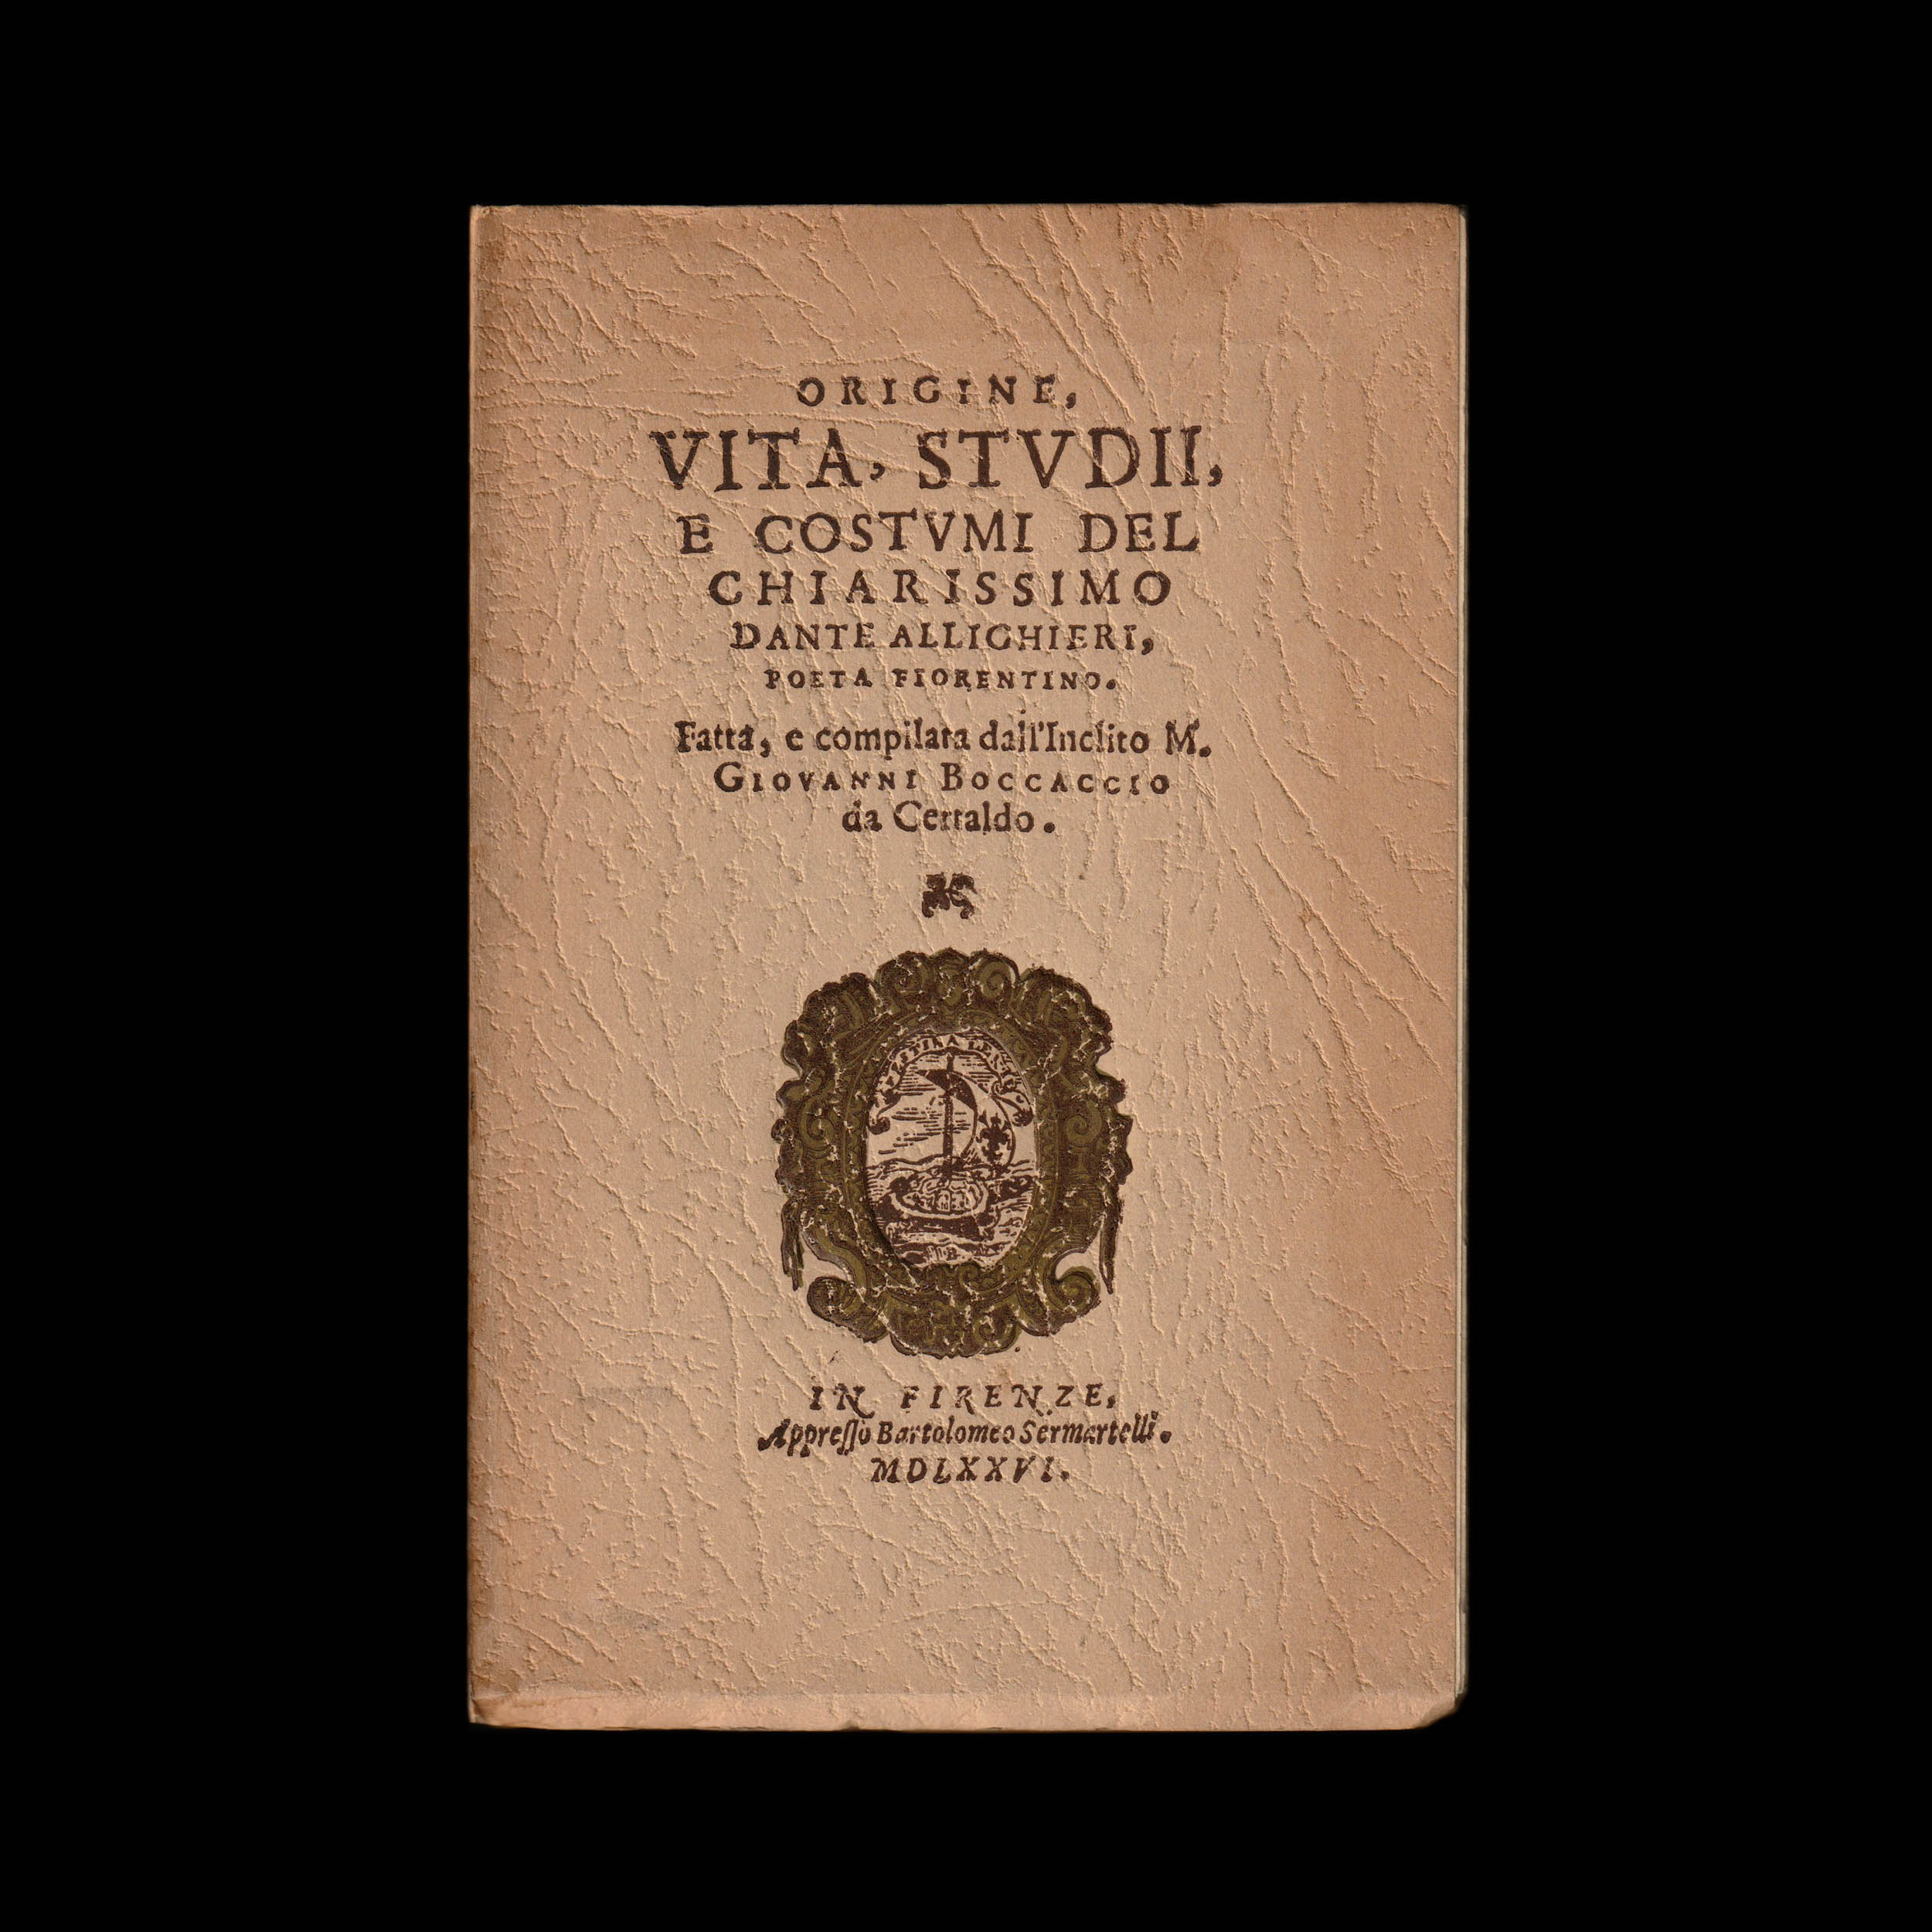 ORIGINE,
VITA, STVDII,
E COSTVMI DEL
CHIARISSIMO
DANTE ALLIGHIERI,
POETA FIORENTINO.
Fatta, e compilata dall'Inclito M.
GIOVANNI BOCCACCIO
da Certaldo.
IN FIRENZE,
Appreſſo Bartolomeo Sermartelli.
MDLXXVI.